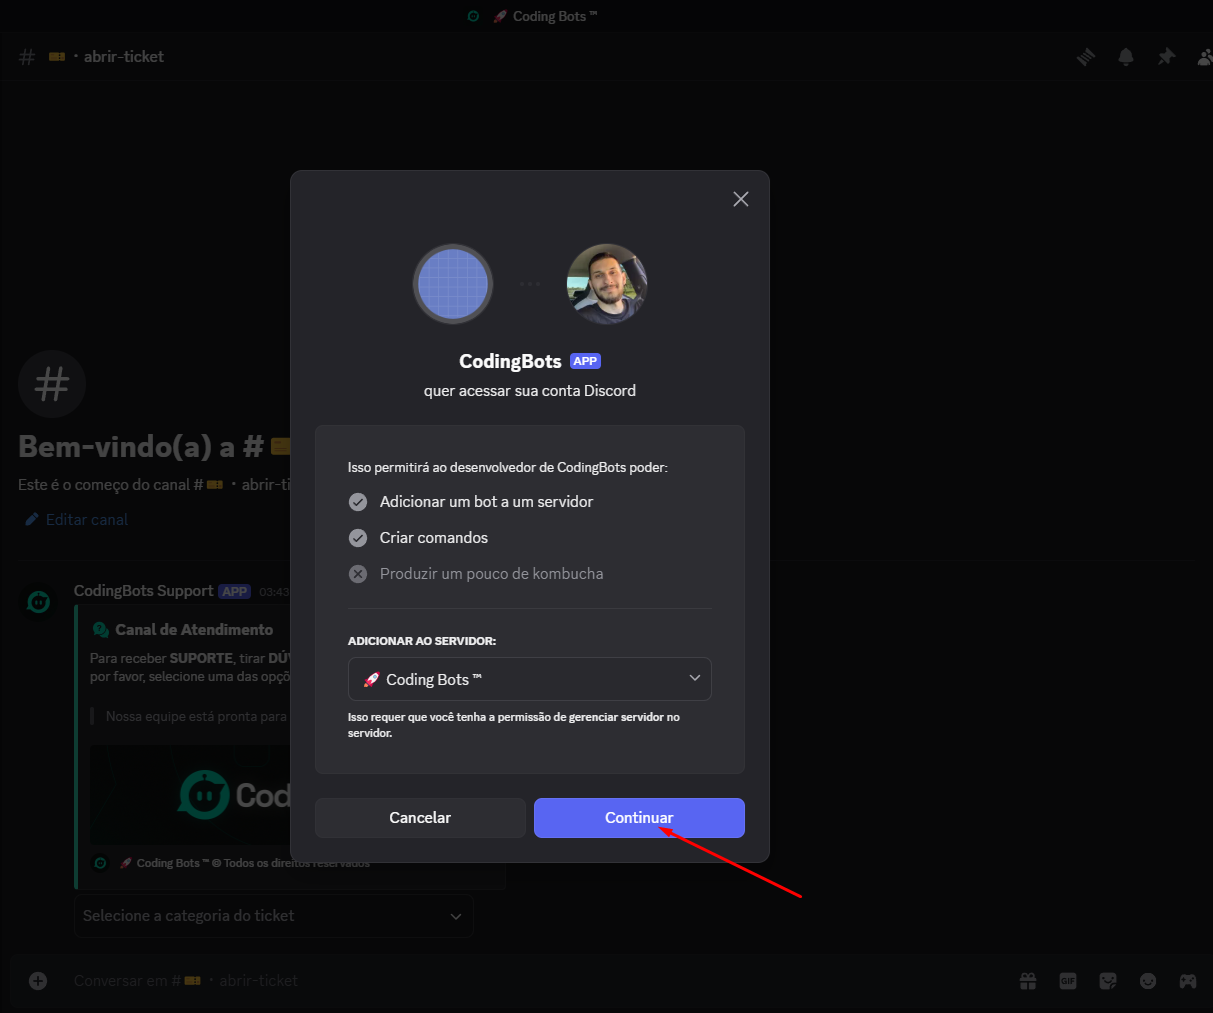 Coding Bots ™
abrir-ticket
CodingBots APP
quer acessar sua conta Discord
Isso permitirá ao desenvolvedor de CodingBots poder:
Adicionar um bot a um servidor
Criar comandos
Produzir um pouco de kombucha
ADICIONAR AO SERVIDOR:
Coding Bots ™
Isso requer que você tenha a permissão de gerenciar servidor no
servidor.
Cancelar
Continuar
Bem-vindo(a) a #
Este é o começo do canal # • abrir-ti
Editar canal
CodingBots Support APP 03:43
Canal de Atendimento
Para receber SUPORTE, tirar DÚV
por favor, selecione uma das opçõ
Nossa equipe está pronta para
Cod
Coding Bots ™ © Todos os direitos reservados
Selecione a categoria do ticket
Conversar em # • abrir-ticket
GIF